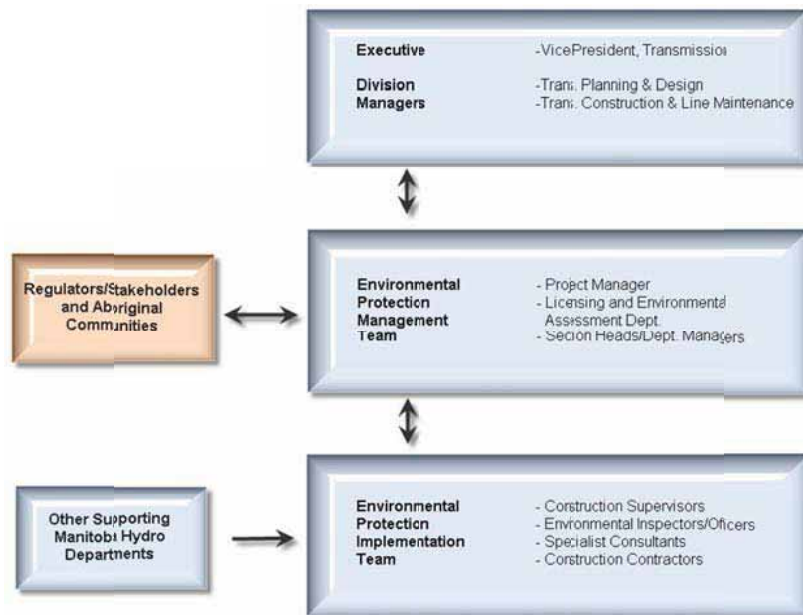 Executive -VicePresident, Transmission
Division -Tran:. Planning & Design
Managers -Tran:. Construction & Line Maintenance
Regulators/Stakeholders
and Aboriginal
Communities
Environmental - Project Manager
Protection - Licensing and Environmental
Management Assessment Dept.
Team - Section Heads/Dept. Managers
Other Supporting
Manitoba Hydro
Departments
Environmental - Construction Supervisors
Protection - Environmental Inspectors/Officers
Implementation - Specialist Consultants
Team - Construction Contractors